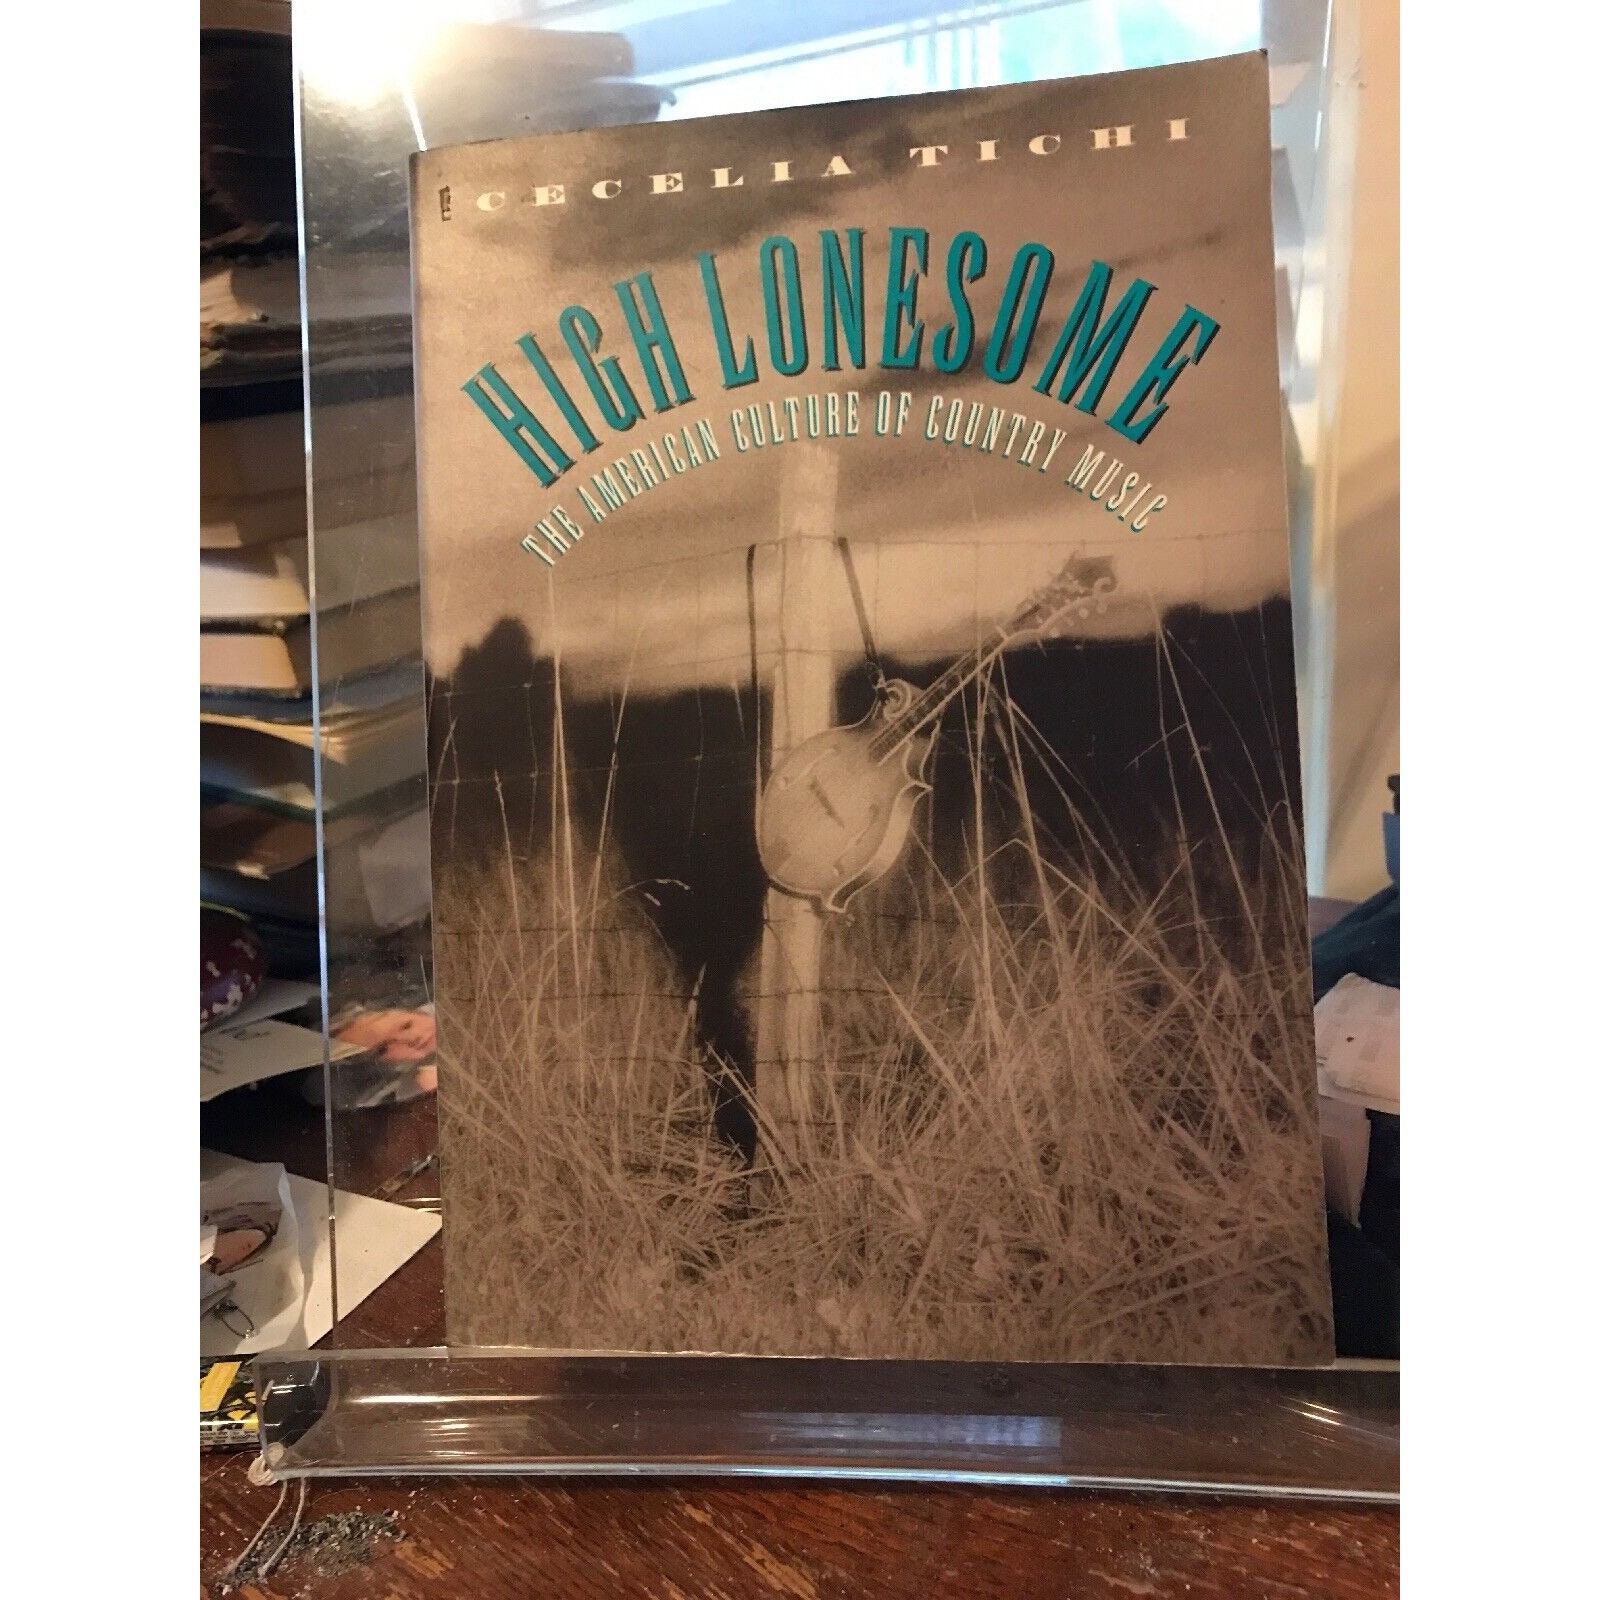 CECELIA TICHI
HIGH LONESOME
THE AMERICAN CULTURE OF COUNTRY MUSIC